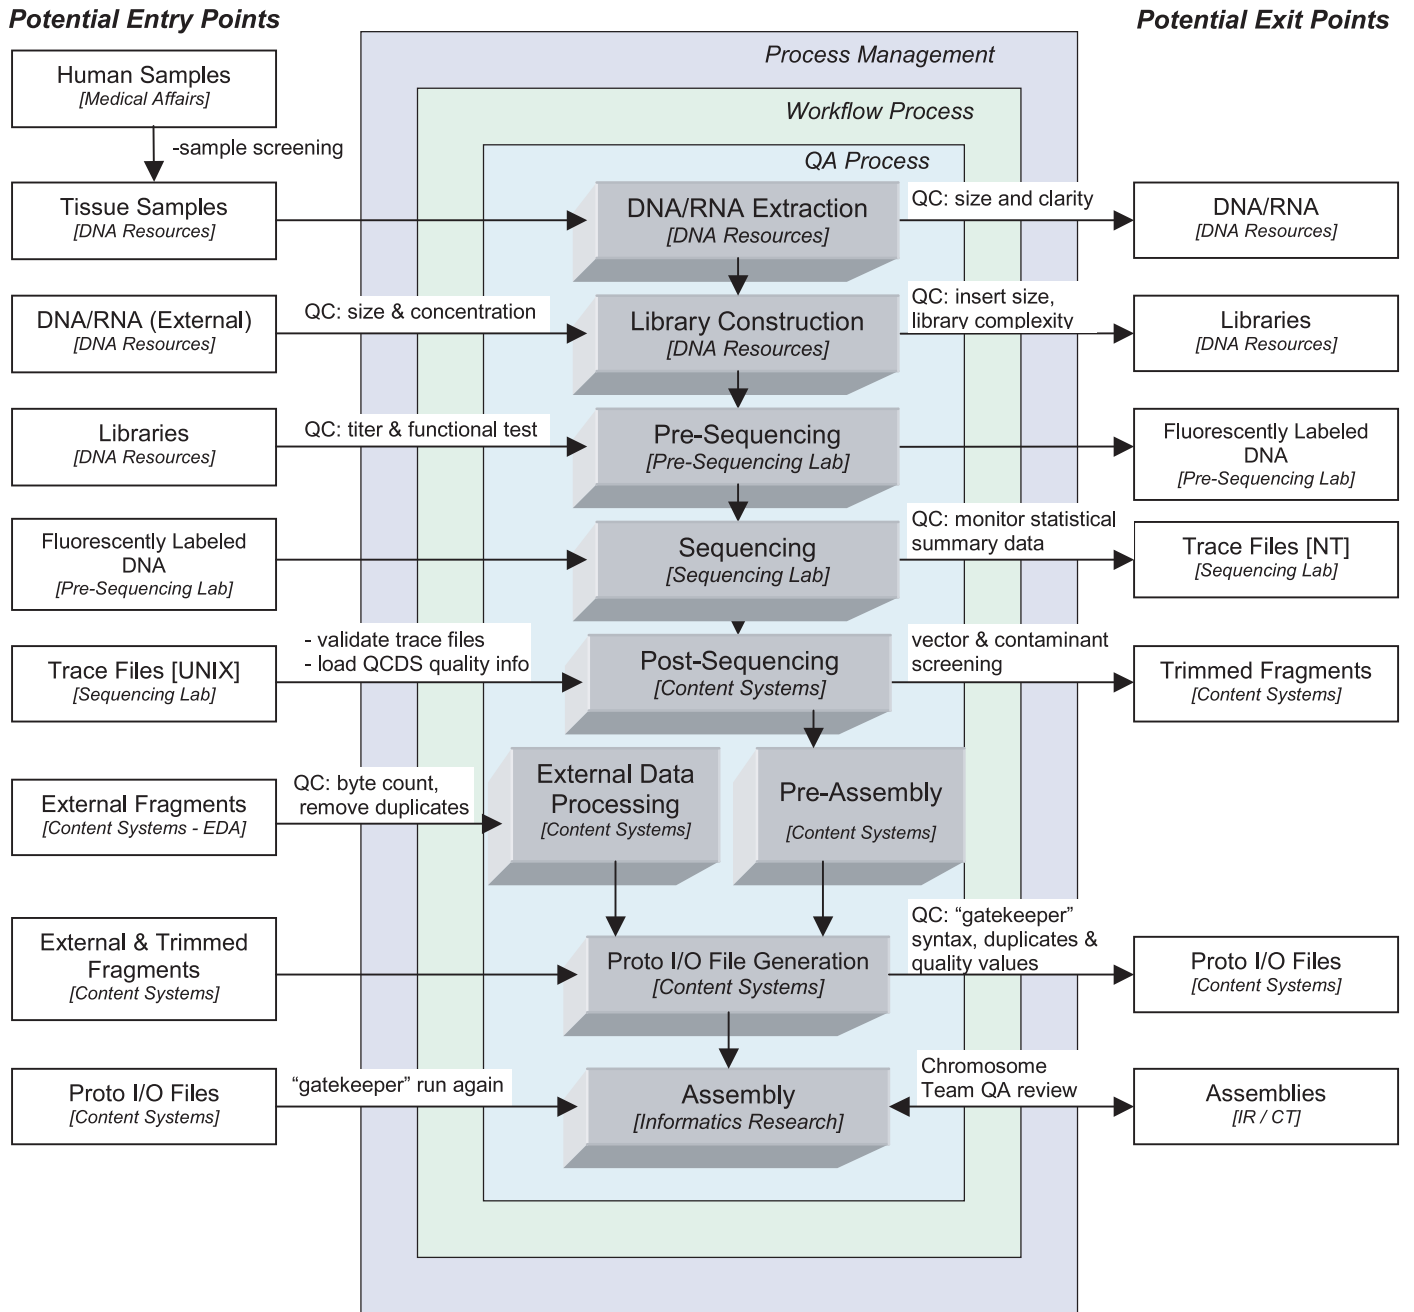 Potential Entry Points
Potential Exit Points
Process Management
Workflow Process
QA Process
Human Samples
[Medical Affairs]
-sample screening
Tissue Samples
[DNA Resources]
DNA/RNA Extraction
[DNA Resources]
QC: size and clarity
DNA/RNA
[DNA Resources]
DNA/RNA (External)
[DNA Resources]
QC: size & concentration
Library Construction
[DNA Resources]
QC: insert size,
library complexity
Libraries
[DNA Resources]
Libraries
[DNA Resources]
QC: titer & functional test
Pre-Sequencing
[Pre-Sequencing Lab]
Fluorescently Labeled
DNA
[Pre-Sequencing Lab]
Fluorescently Labeled
DNA
[Pre-Sequencing Lab]
Sequencing
[Sequencing Lab]
QC: monitor statistical
summary data
Trace Files [NT]
[Sequencing Lab]
Trace Files [UNIX]
[Sequencing Lab]
- validate trace files
- load QCDS quality info
Post-Sequencing
[Content Systems]
vector & contaminant
screening
Trimmed Fragments
[Content Systems]
External Fragments
[Content Systems - EDA]
QC: byte count,
remove duplicates
External Data
Processing
[Content Systems]
Pre-Assembly
[Content Systems]
External & Trimmed
Fragments
[Content Systems]
Proto I/O File Generation
[Content Systems]
QC: “gatekeeper”
syntax, duplicates &
quality values
Proto I/O Files
[Content Systems]
Proto I/O Files
[Content Systems]
“gatekeeper” run again
Assembly
[Informatics Research]
Chromosome
Team QA review
Assemblies
[IR / CT]